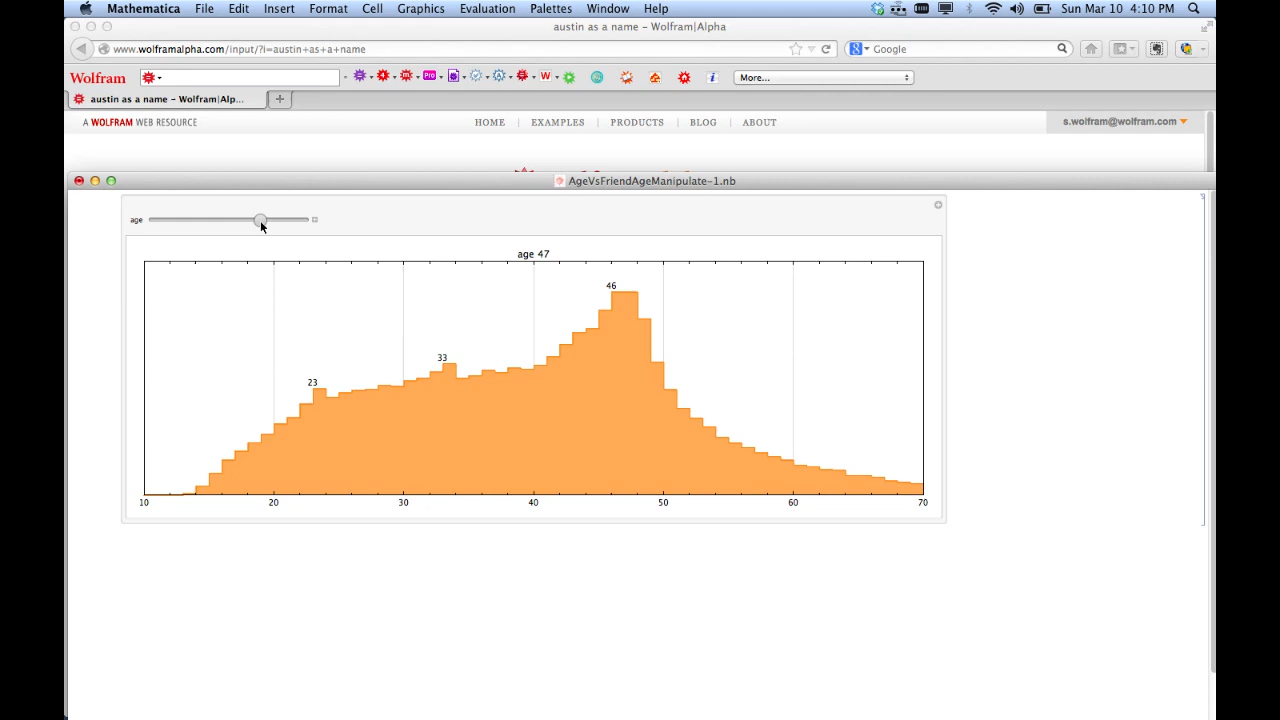 Mathematica File Edit Insert Format Cell Graphics Evaluation Palettes Window Help Sun Mar 10 4:10 PM
austin as a name – Wolfram|Alpha
www.wolframalpha.com/input/?i=austin+as+a+name Google
Wolfram Pro W i More...
austin as a name – Wolfram|Alp... +
A WOLFRAM WEB RESOURCE HOME | EXAMPLES | PRODUCTS | BLOG | ABOUT s.wolfram@wolfram.com
AgeVsFriendAgeManipulate-1.nb
age
age 47
46
33
23
10 20 30 40 50 60 70